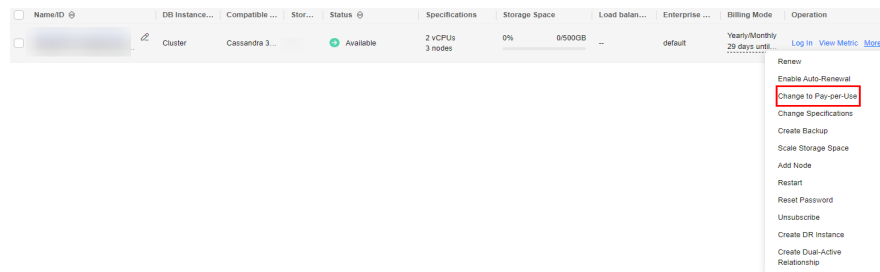 Name/ID DB Instance... Compatible ... Stor... Status Specifications Storage Space Load balan... Enterprise ... Billing Mode Operation
Cluster Cassandra 3... Available 2 vCPUs 0% 0/500GB -- default Yearly/Monthly Log In View Metric More
3 nodes 29 days until...
Renew
Enable Auto-Renewal
Change to Pay-per-Use
Change Specifications
Create Backup
Scale Storage Space
Add Node
Restart
Reset Password
Unsubscribe
Create DR Instance
Create Dual-Active
Relationship